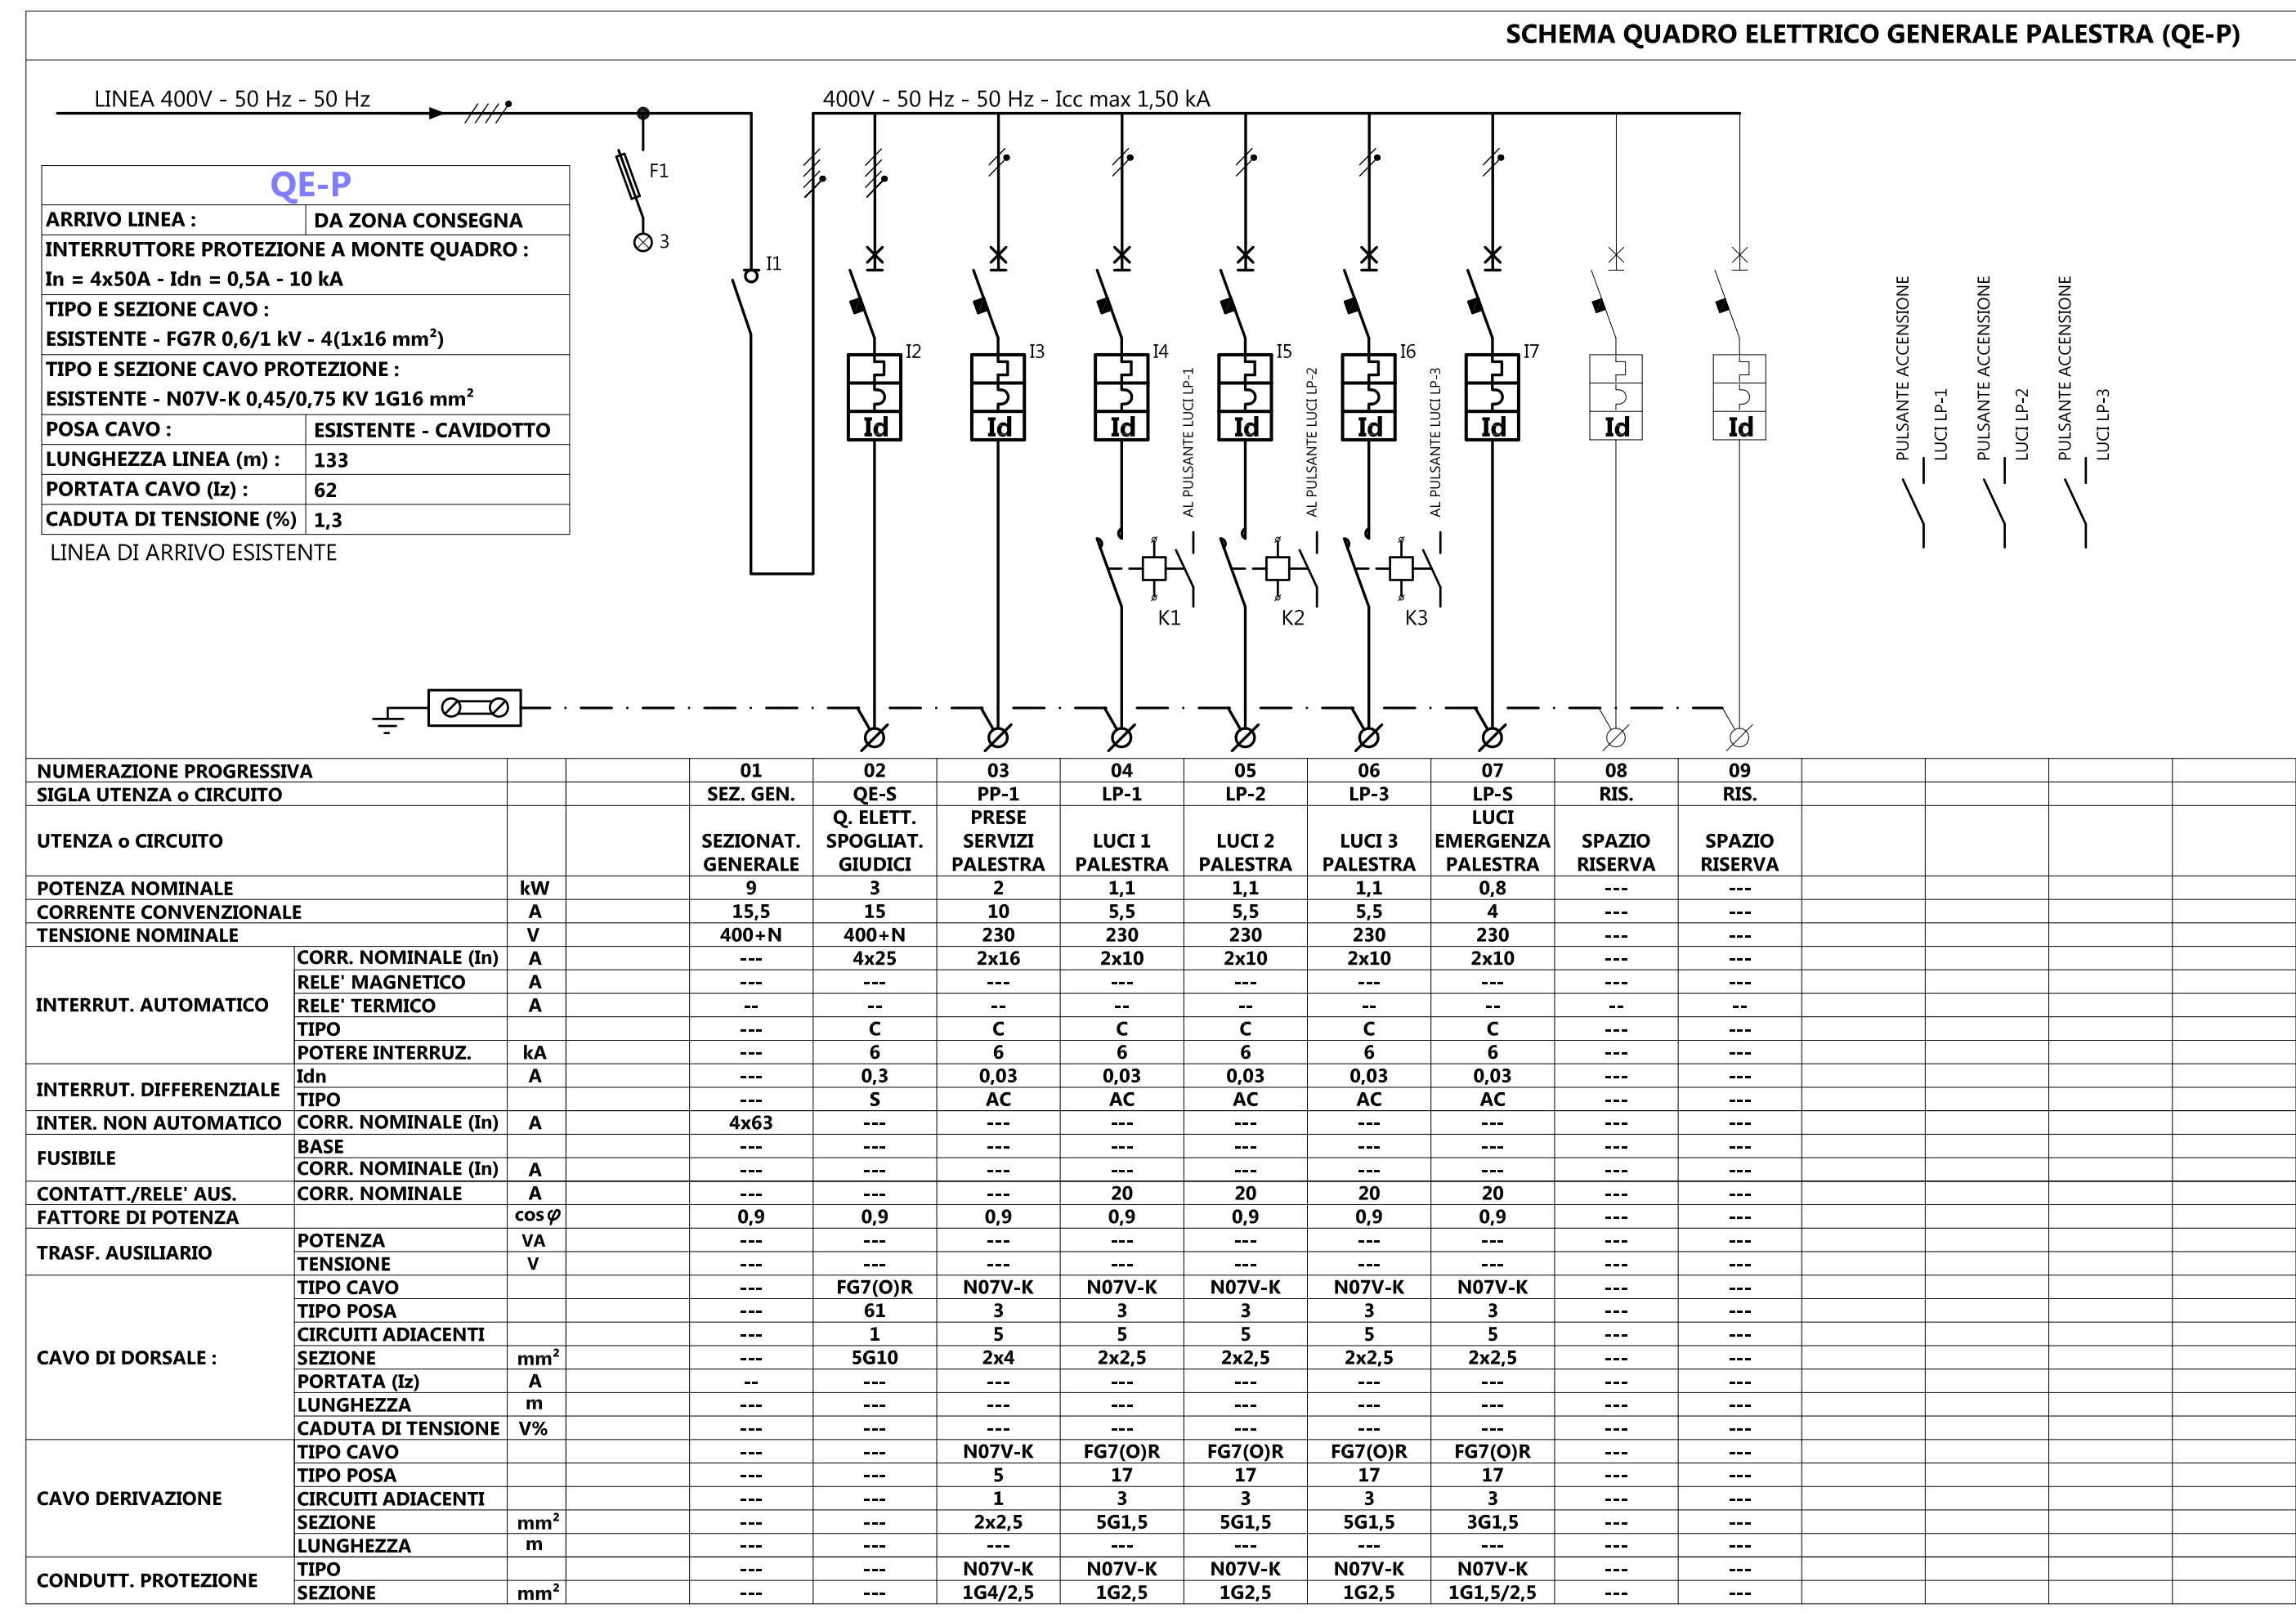 SCHEMA QUADRO ELETTRICO GENERALE PALESTRA (QE-P)
LINEA 400V - 50 Hz - 50 Hz
400V - 50 Hz - 50 Hz - Icc max 1,50 kA
QE-P
ARRIVO LINEA : DA ZONA CONSEGNA
INTERRUTTORE PROTEZIONE A MONTE QUADRO :
In = 4x50A - Idn = 0,5A - 10 kA
TIPO E SEZIONE CAVO :
ESISTENTE - FG7R 0,6/1 kV - 4(1x16 mm²)
TIPO E SEZIONE CAVO PROTEZIONE :
ESISTENTE - N07V-K 0,45/0,75 KV 1G16 mm²
POSA CAVO : ESISTENTE - CAVIDOTTO
LUNGHEZZA LINEA (m) : 133
PORTATA CAVO (Iz) : 62
CADUTA DI TENSIONE (%) 1,3
LINEA DI ARRIVO ESISTENTE
F1
3
I1
I2 I3 I4 I5 I6 I7
Id Id Id Id Id Id Id Id
AL PULSANTE LUCI LP-1
AL PULSANTE LUCI LP-2
AL PULSANTE LUCI LP-3
K1 K2 K3
PULSANTE ACCENSIONE
LUCI LP-1
PULSANTE ACCENSIONE
LUCI LP-2
PULSANTE ACCENSIONE
LUCI LP-3
NUMERAZIONE PROGRESSIVA 01 02 03 04 05 06 07 08 09
SIGLA UTENZA o CIRCUITO SEZ. GEN. QE-S PP-1 LP-1 LP-2 LP-3 LP-S RIS. RIS.
Q. ELETT. PRESE LUCI
UTENZA o CIRCUITO SEZIONAT. SPOGLIAT. SERVIZI LUCI 1 LUCI 2 LUCI 3 EMERGENZA SPAZIO SPAZIO
GENERALE GIUDICI PALESTRA PALESTRA PALESTRA PALESTRA PALESTRA RISERVA RISERVA
POTENZA NOMINALE kW 9 3 2 1,1 1,1 1,1 0,8 --- ---
CORRENTE CONVENZIONALE A 15,5 15 10 5,5 5,5 5,5 4 --- ---
TENSIONE NOMINALE V 400+N 400+N 230 230 230 230 230 --- ---
INTERRUT. AUTOMATICO
CORR. NOMINALE (In) A --- 4x25 2x16 2x10 2x10 2x10 2x10 --- ---
RELE' MAGNETICO A --- --- --- --- --- --- --- --- ---
RELE' TERMICO A -- -- -- -- -- -- -- -- --
TIPO --- C C C C C C --- ---
POTERE INTERRUZ. kA --- 6 6 6 6 6 6 --- ---
INTERRUT. DIFFERENZIALE
Idn A --- 0,3 0,03 0,03 0,03 0,03 0,03 --- ---
TIPO --- S AC AC AC AC AC --- ---
INTER. NON AUTOMATICO CORR. NOMINALE (In) A 4x63 --- --- --- --- --- --- --- ---
FUSIBILE
BASE --- --- --- --- --- --- --- --- ---
CORR. NOMINALE (In) A --- --- --- --- --- --- --- --- ---
CONTATT./RELE' AUS. CORR. NOMINALE A --- --- --- 20 20 20 20 --- ---
FATTORE DI POTENZA cosφ 0,9 0,9 0,9 0,9 0,9 0,9 0,9 --- ---
TRASF. AUSILIARIO
POTENZA VA --- --- --- --- --- --- --- --- ---
TENSIONE V --- --- --- --- --- --- --- --- ---
CAVO DI DORSALE :
TIPO CAVO --- FG7(O)R N07V-K N07V-K N07V-K N07V-K N07V-K --- ---
TIPO POSA --- 61 3 3 3 3 3 --- ---
CIRCUITI ADIACENTI --- 1 5 5 5 5 5 --- ---
SEZIONE mm² --- 5G10 2x4 2x2,5 2x2,5 2x2,5 2x2,5 --- ---
PORTATA (Iz) A -- --- --- --- --- --- --- --- ---
LUNGHEZZA m --- --- --- --- --- --- --- --- ---
CADUTA DI TENSIONE V% --- --- --- --- --- --- --- --- ---
CAVO DERIVAZIONE
TIPO CAVO --- --- N07V-K FG7(O)R FG7(O)R FG7(O)R FG7(O)R --- ---
TIPO POSA --- --- 5 17 17 17 17 --- ---
CIRCUITI ADIACENTI --- --- 1 3 3 3 3 --- ---
SEZIONE mm² --- --- 2x2,5 5G1,5 5G1,5 5G1,5 3G1,5 --- ---
LUNGHEZZA m --- --- --- --- --- --- --- --- ---
CONDUTT. PROTEZIONE
TIPO --- --- N07V-K N07V-K N07V-K N07V-K N07V-K --- ---
SEZIONE mm² --- --- 1G4/2,5 1G2,5 1G2,5 1G2,5 1G1,5/2,5 --- ---